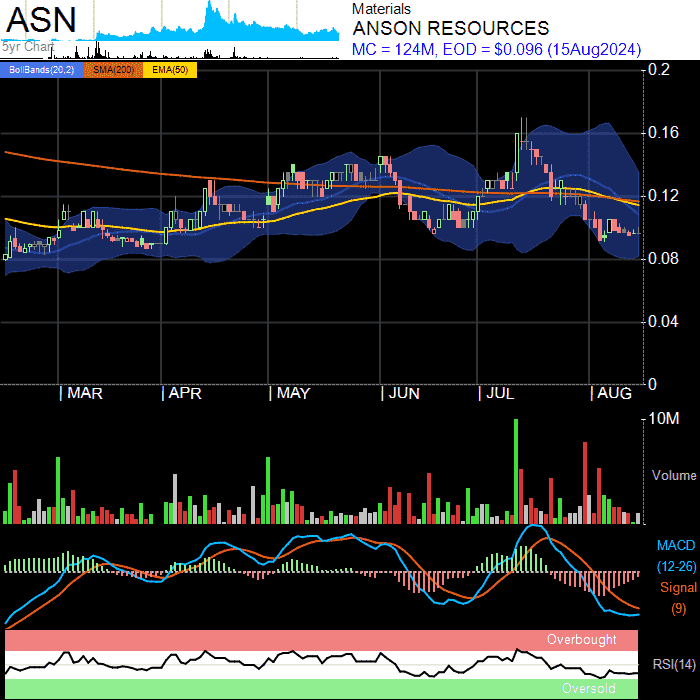 ASN
5yr Chart
Materials
ANSON RESOURCES
MC = 124M, EOD = $0.096 (15Aug2024)
BollBands(20,2) SMA(200) EMA(50)
0.2
0.16
0.12
0.08
0.04
0
MAR APR MAY JUN JUL AUG
10M
Volume
MACD
(12-26)
Signal
(9)
Overbought
RSI(14)
Oversold